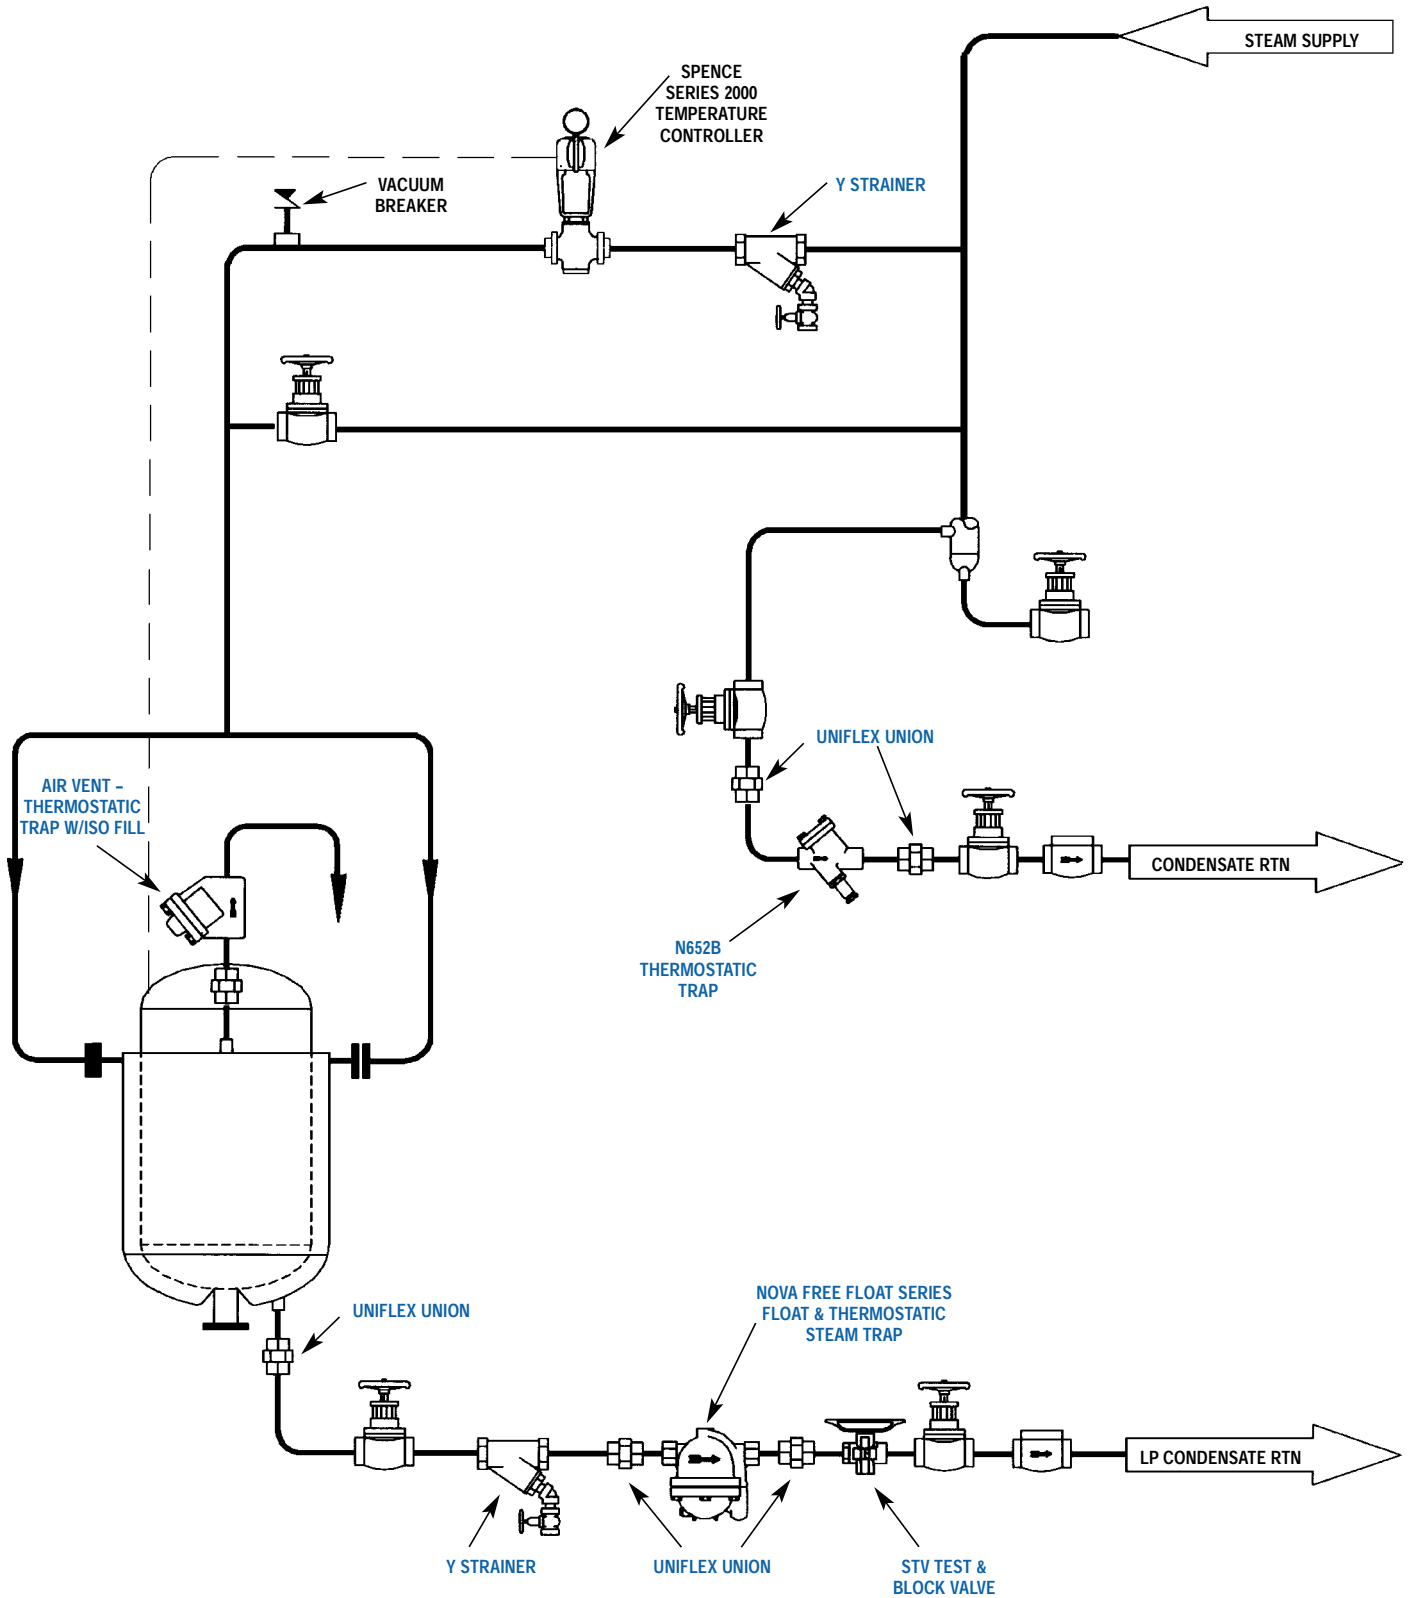 STEAM SUPPLY
SPENCE
SERIES 2000
TEMPERATURE
CONTROLLER
VACUUM
BREAKER
Y STRAINER
UNIFLEX UNION
AIR VENT –
THERMOSTATIC
TRAP W/ISO FILL
CONDENSATE RTN
N652B
THERMOSTATIC
TRAP
UNIFLEX UNION
NOVA FREE FLOAT SERIES
FLOAT & THERMOSTATIC
STEAM TRAP
LP CONDENSATE RTN
Y STRAINER
UNIFLEX UNION
STV TEST &
BLOCK VALVE